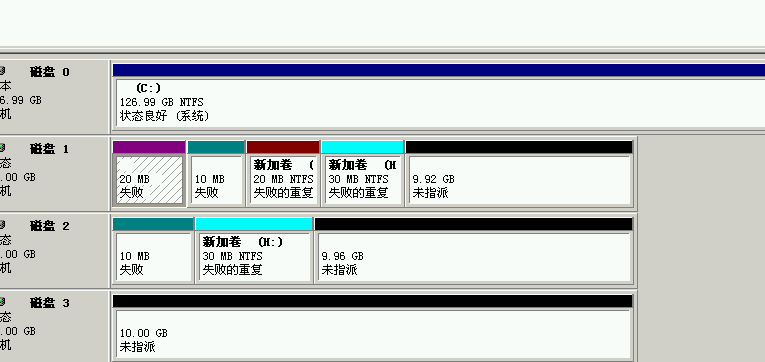 磁盘 0
本
6.99 GB
机
(C:)
126.99 GB NTFS
状态良好 (系统)
磁盘 1
态
.00 GB
机
20 MB
失败
10 MB
失败
新加卷 (
20 MB NTFS
失败的重复
新加卷 (H
30 MB NTFS
失败的重复
9.92 GB
未指派
磁盘 2
态
.00 GB
机
10 MB
失败
新加卷 (H:)
30 MB NTFS
失败的重复
9.96 GB
未指派
磁盘 3
态
.00 GB
机
10.00 GB
未指派